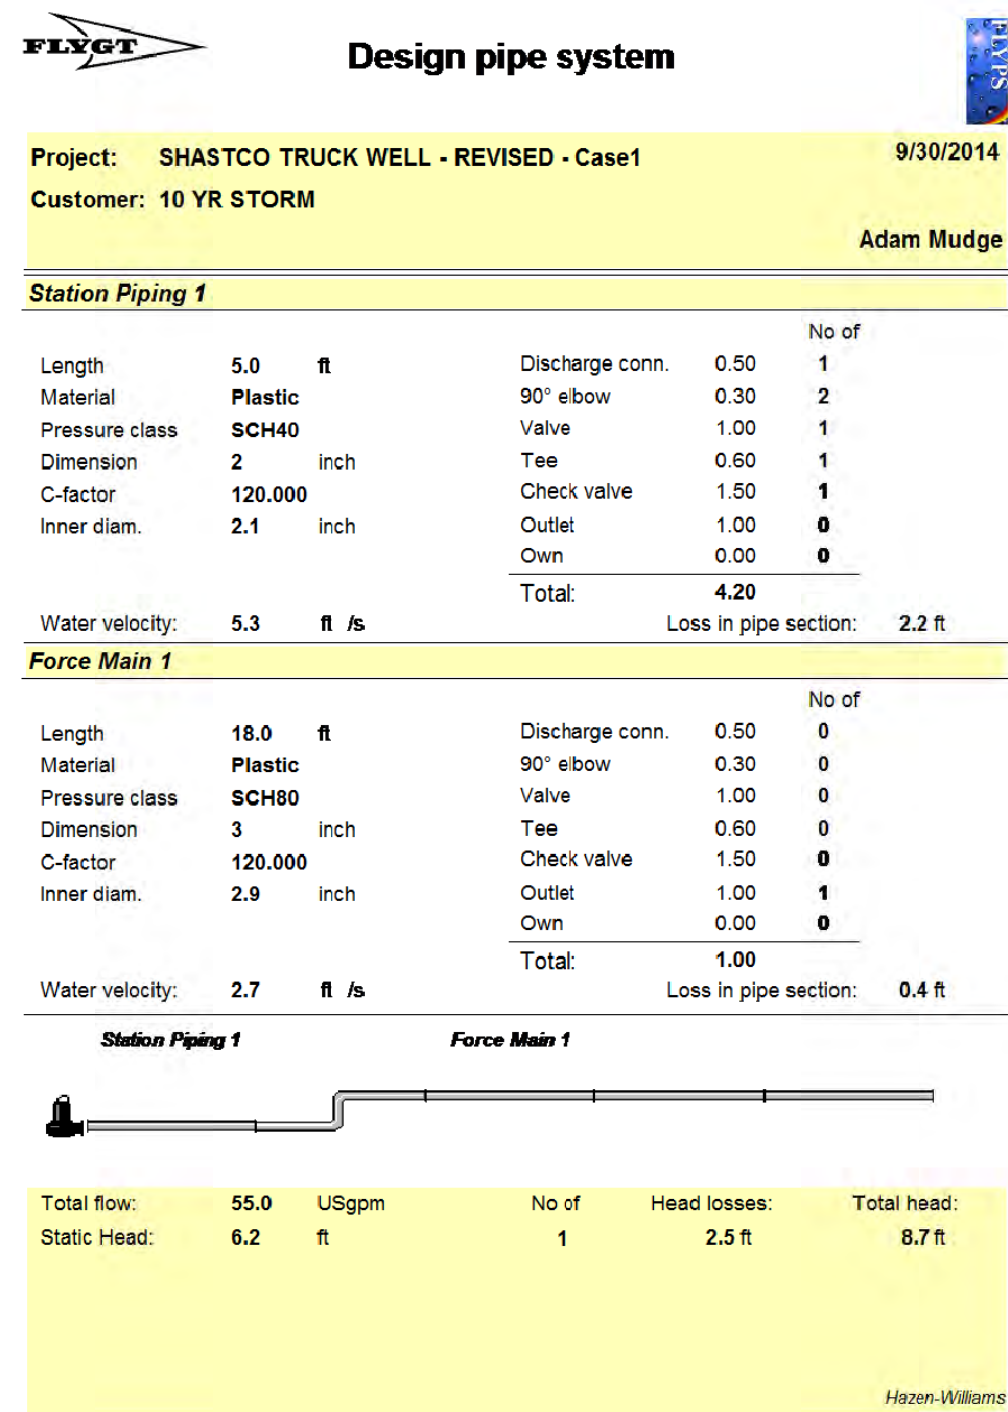 FLYGT
Design pipe system
FLYPS
Project: SHASTCO TRUCK WELL - REVISED - Case1 9/30/2014
Customer: 10 YR STORM
Adam Mudge
Station Piping 1
No of
Length 5.0 ft Discharge conn. 0.50 1
Material Plastic 90° elbow 0.30 2
Pressure class SCH40 Valve 1.00 1
Dimension 2 inch Tee 0.60 1
C-factor 120.000 Check valve 1.50 1
Inner diam. 2.1 inch Outlet 1.00 0
Own 0.00 0
Total: 4.20
Water velocity: 5.3 ft /s Loss in pipe section: 2.2 ft
Force Main 1
No of
Length 18.0 ft Discharge conn. 0.50 0
Material Plastic 90° elbow 0.30 0
Pressure class SCH80 Valve 1.00 0
Dimension 3 inch Tee 0.60 0
C-factor 120.000 Check valve 1.50 0
Inner diam. 2.9 inch Outlet 1.00 1
Own 0.00 0
Total: 1.00
Water velocity: 2.7 ft /s Loss in pipe section: 0.4 ft
Station Piping 1 Force Main 1
Total flow: 55.0 USgpm No of Head losses: Total head:
Static Head: 6.2 ft 1 2.5 ft 8.7 ft
Hazen-Williams